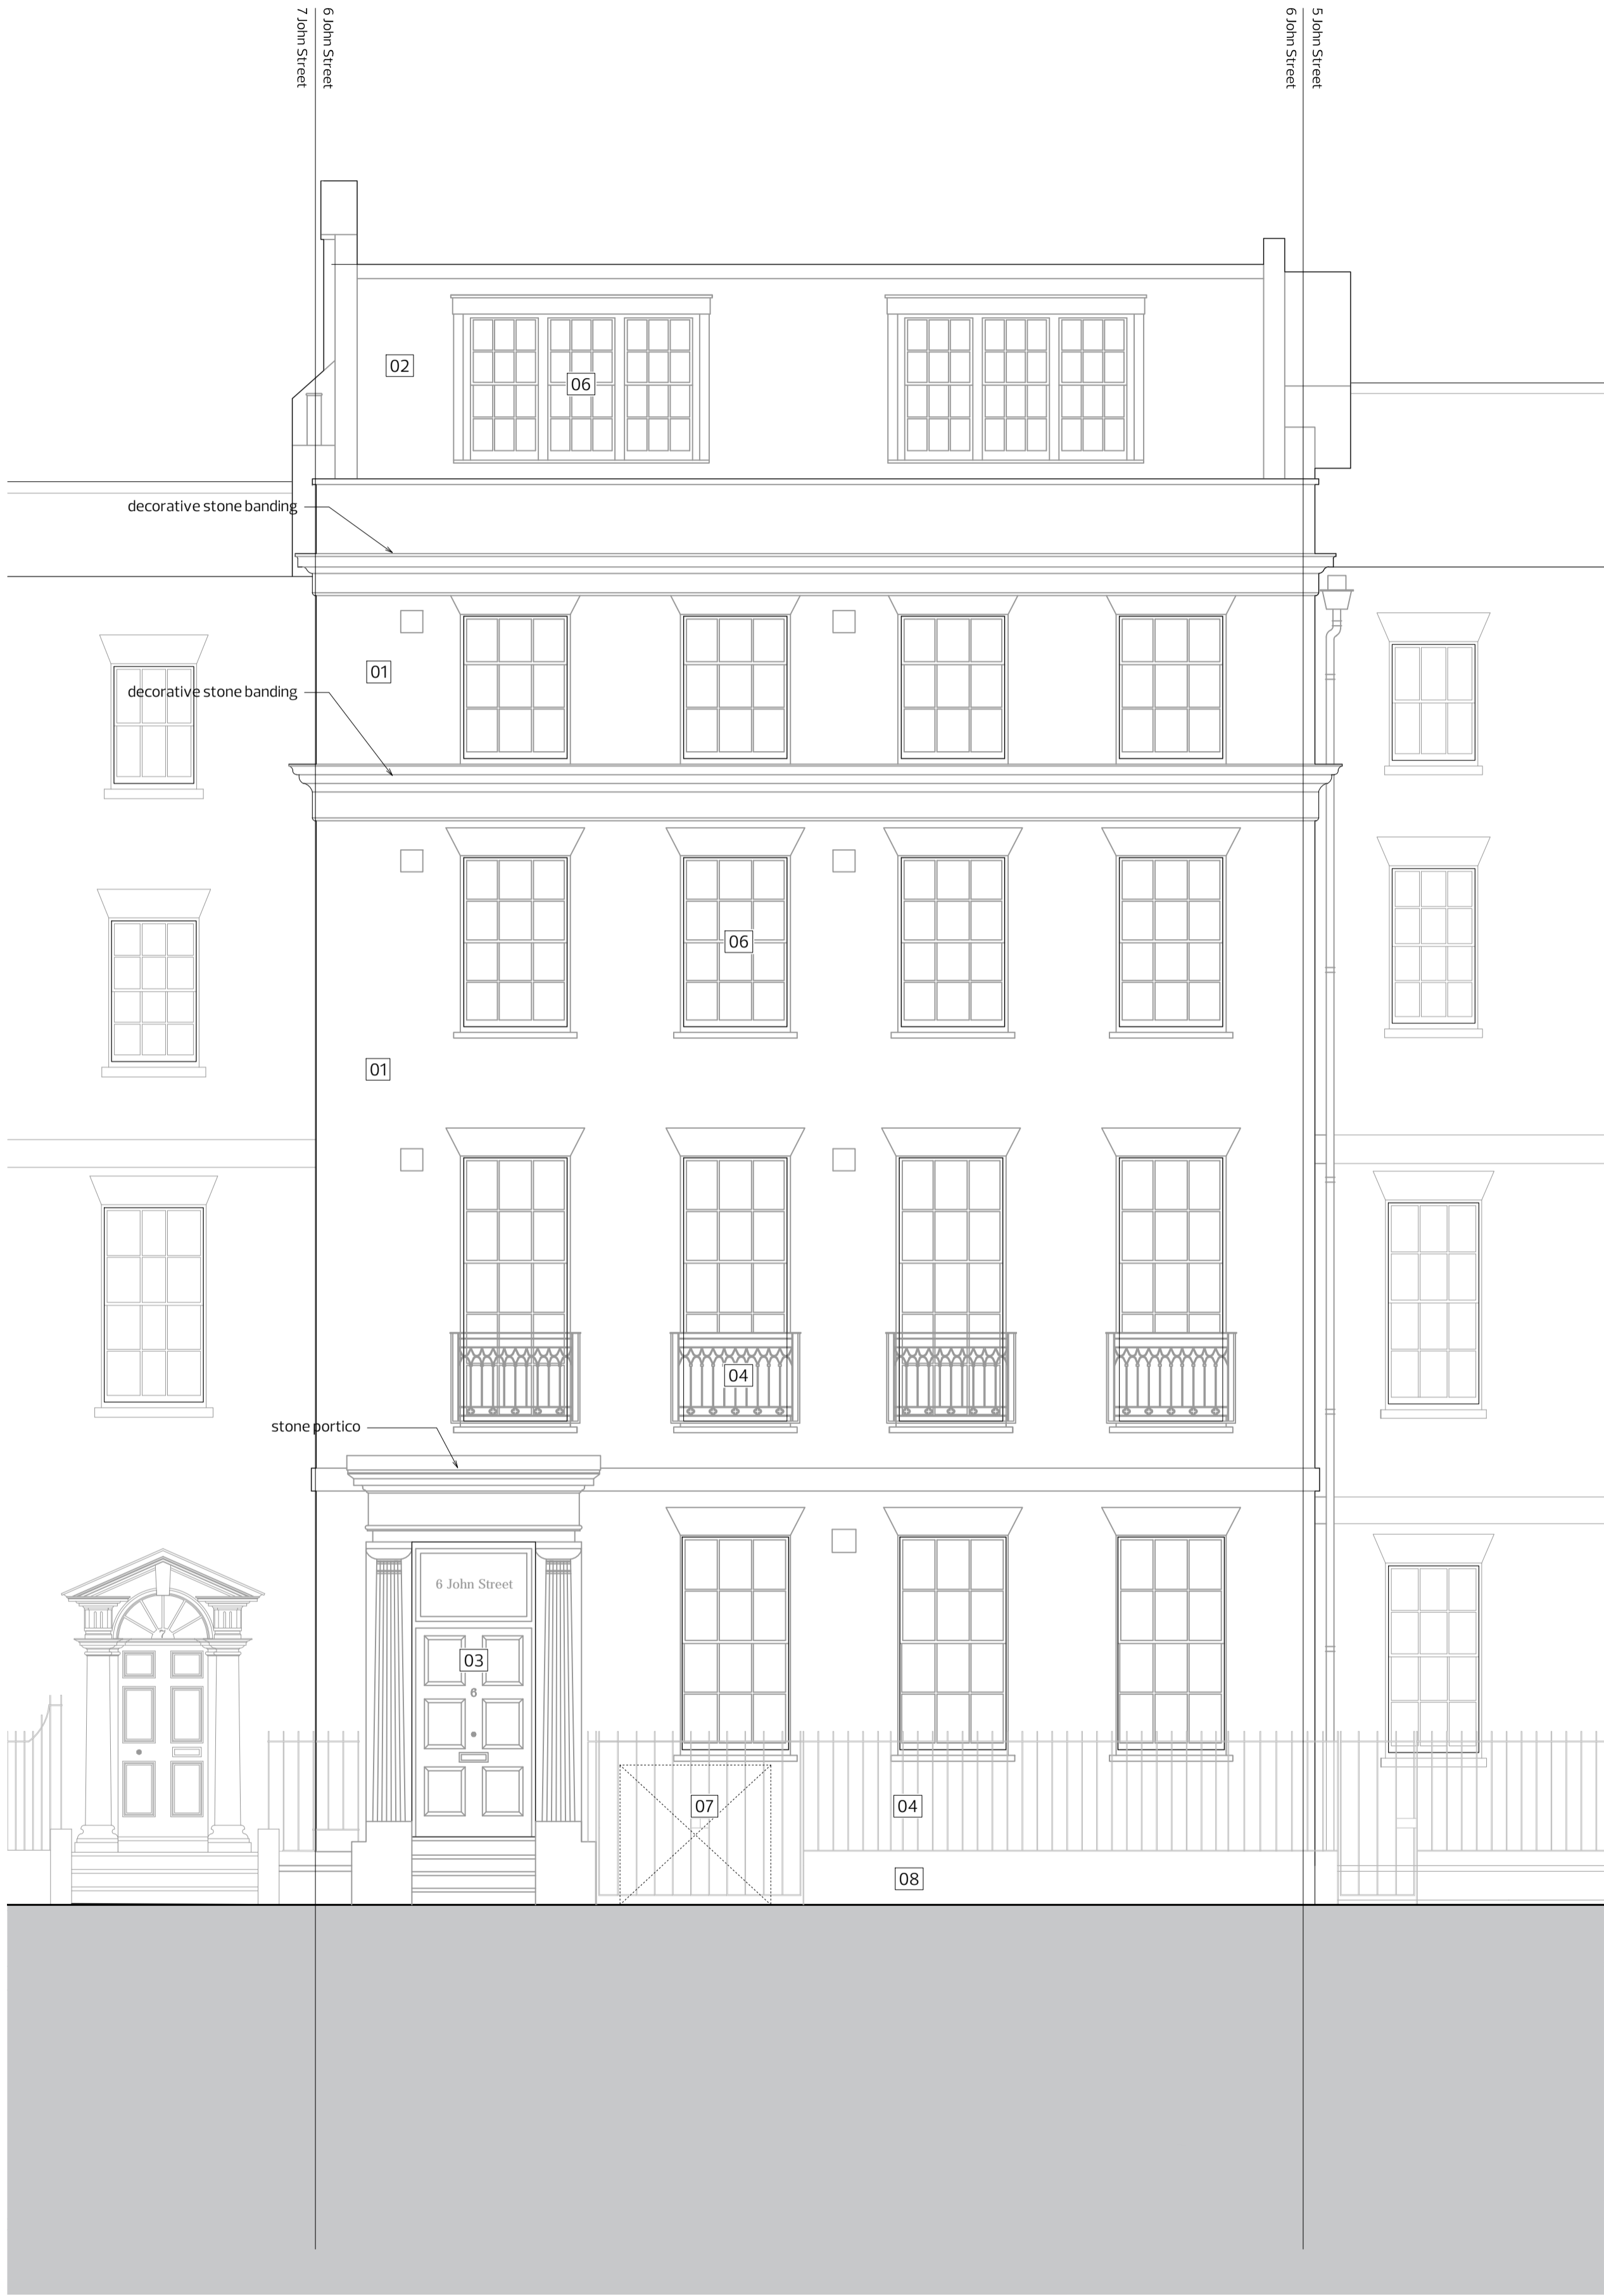 7 John Street
6 John Street
6 John Street
5 John Street
02
06
decorative stone banding
01
decorative stone banding
06
01
04
stone portico
6 John Street
7
03
6
07
04
08